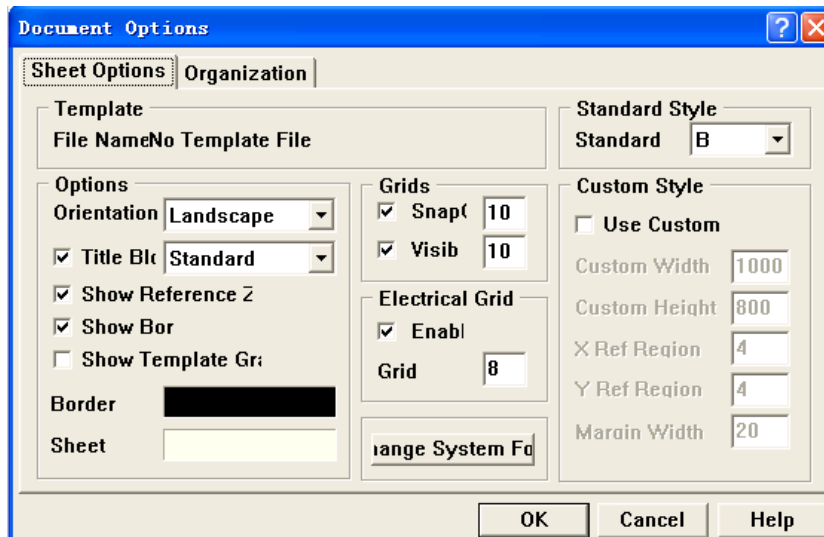 Document Options
Sheet Options Organization
Template
File NameNo Template File
Standard Style
Standard B
Options
Orientation Landscape
Title Blo Standard
Show Reference Z
Show Bor
Show Template Gra
Border
Sheet
Grids
Snap( 10
Visib 10
Electrical Grid
Enabl
Grid 8
hange System Fo
Custom Style
Use Custom
Custom Width 1000
Custom Height 800
X Ref Region 4
Y Ref Region 4
Margin Width 20
OK Cancel Help